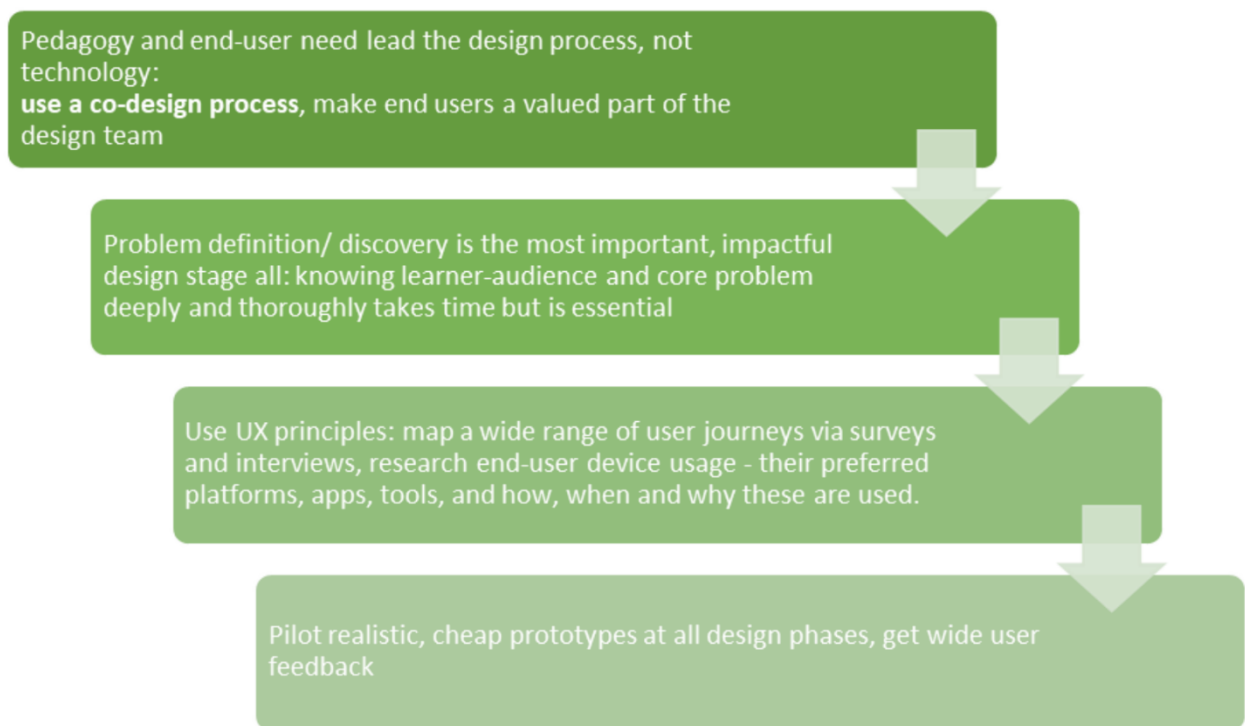 Pedagogy and end-user need lead the design process, not
technology:
use a co-design process, make end users a valued part of the
design team
Problem definition/ discovery is the most important, impactful
design stage all: knowing learner-audience and core problem
deeply and thoroughly takes time but is essential
Use UX principles: map a wide range of user journeys via surveys
and interviews, research end-user device usage - their preferred
platforms, apps, tools, and how, when and why these are used.
Pilot realistic, cheap prototypes at all design phases, get wide user
feedback